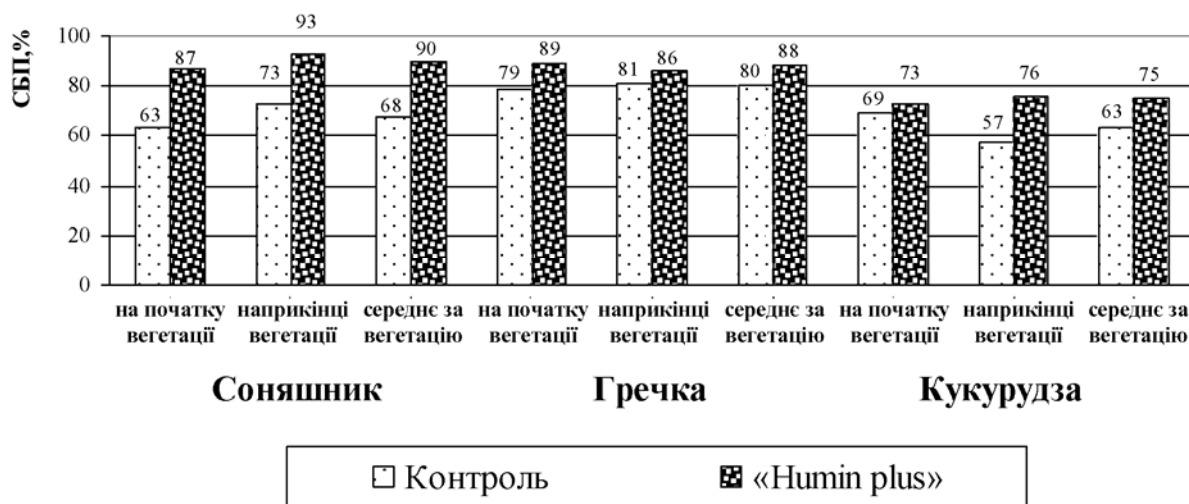 СБП,%
100
80
60
40
20
0
63 87 73 93 68 90 79 89 81 86 80 88 69 73 57 76 63 75
на початку наприкінці середнє за на початку наприкінці середнє за на початку наприкінці середнє за
вегетації вегетації вегетацію вегетації вегетації вегетацію вегетації вегетації вегетацію
Соняшник Гречка Кукурудза
Контроль «Humin plus»